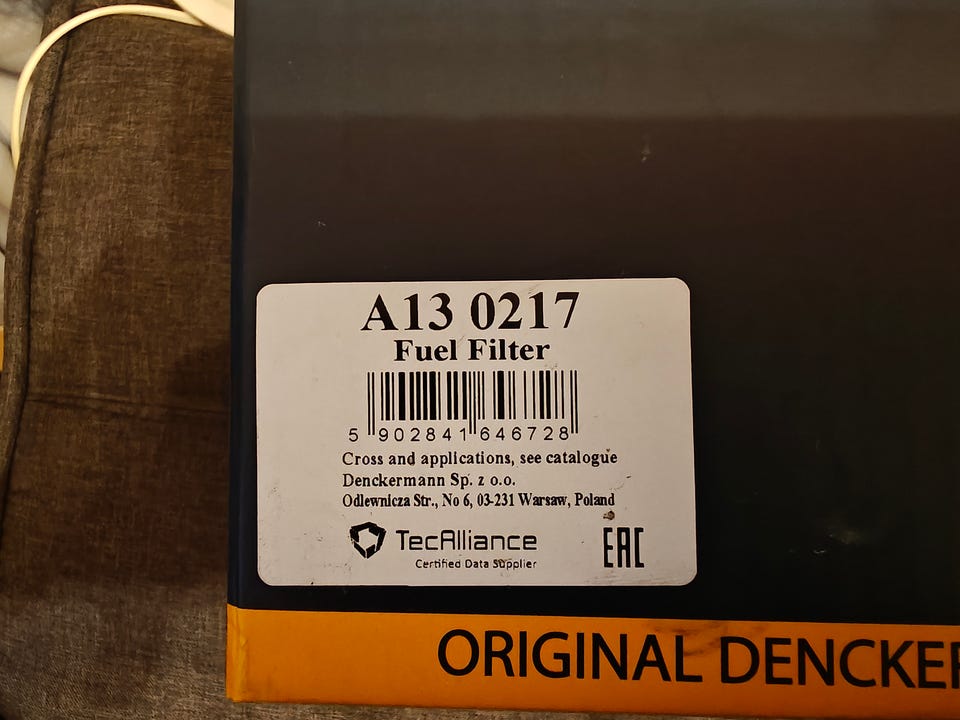 A13 0217
Fuel Filter
5 902841 646728
Cross and applications, see catalogue
Denckermann Sp. z o.o.
Odlewnicza Str., No 6, 03-231 Warsaw, Poland
TecAlliance
Certified Data Supplier
EAC
ORIGINAL DENCKER